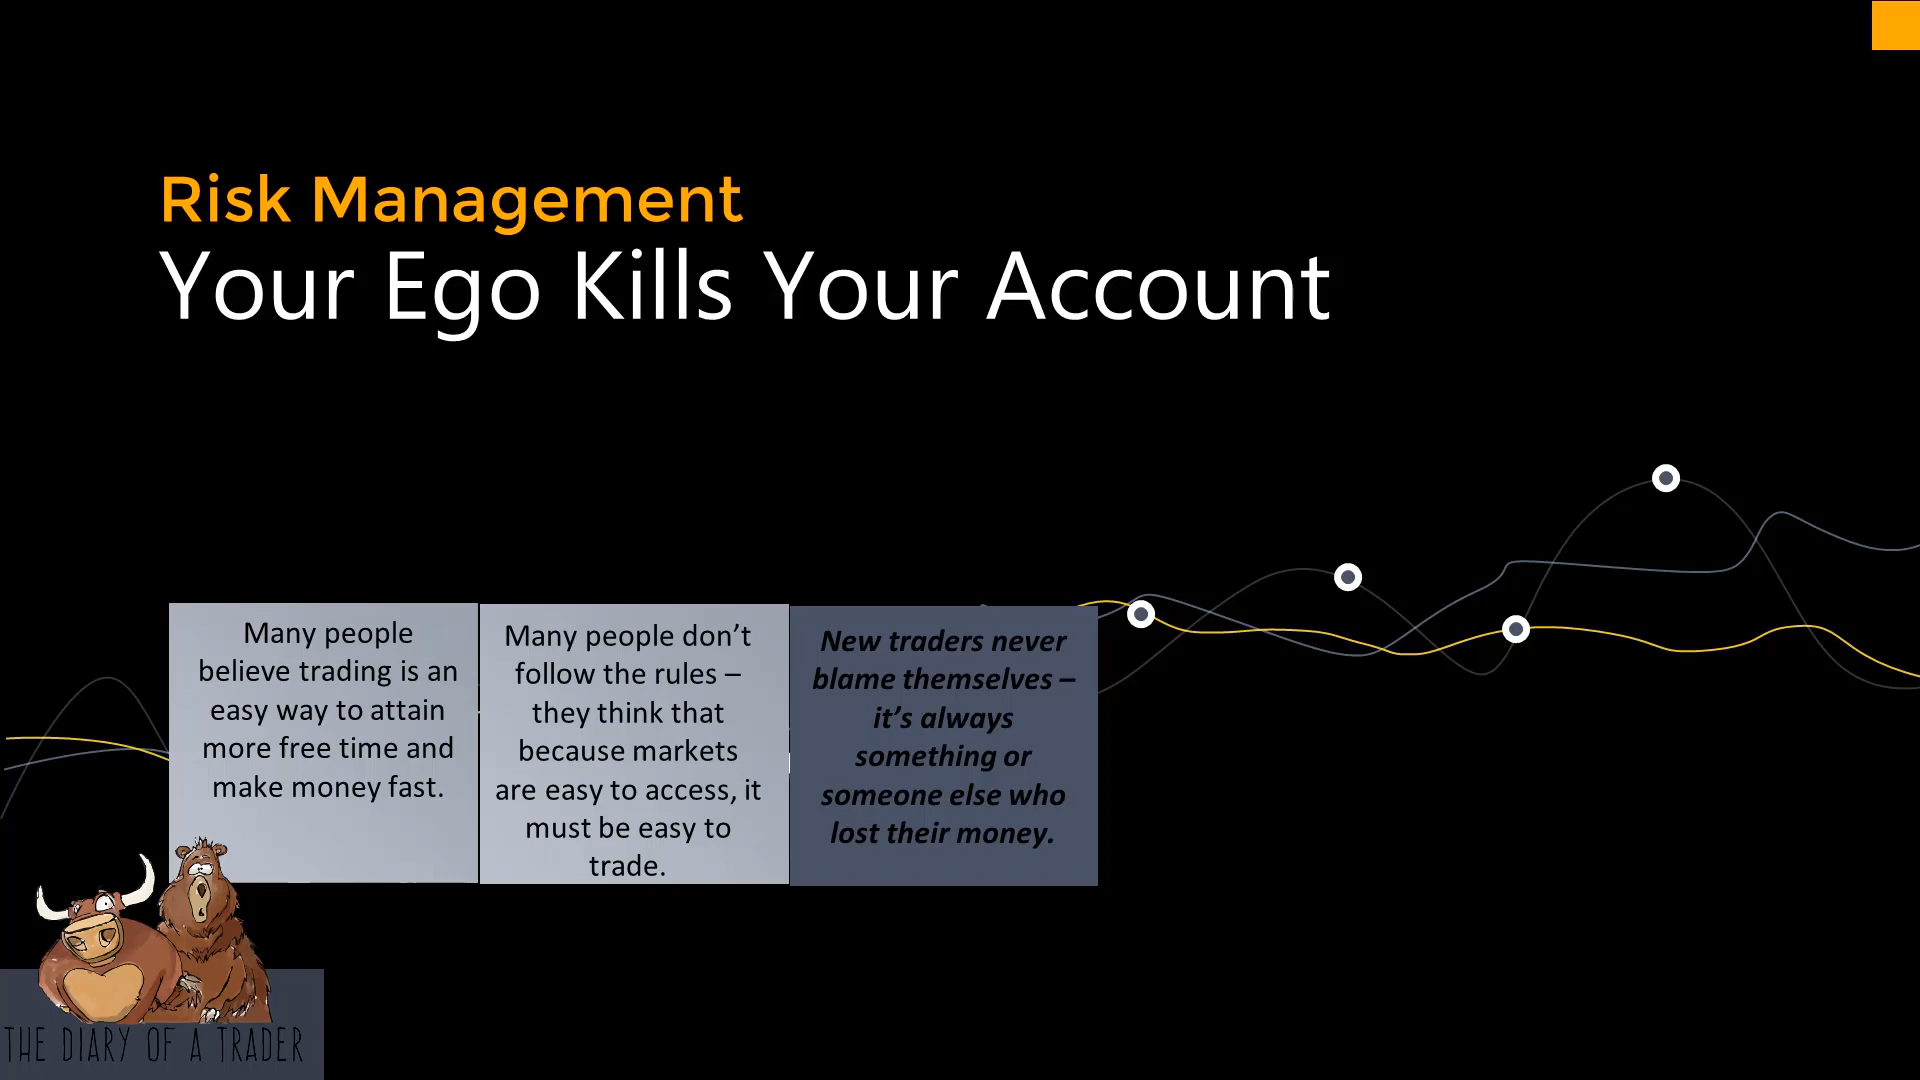 Risk Management
Your Ego Kills Your Account
Many people
believe trading is an
easy way to attain
more free time and
make money fast.
Many people don’t
follow the rules –
they think that
because markets
are easy to access, it
must be easy to
trade.
New traders never
blame themselves –
it’s always
something or
someone else who
lost their money.
THE DIARY OF A TRADER